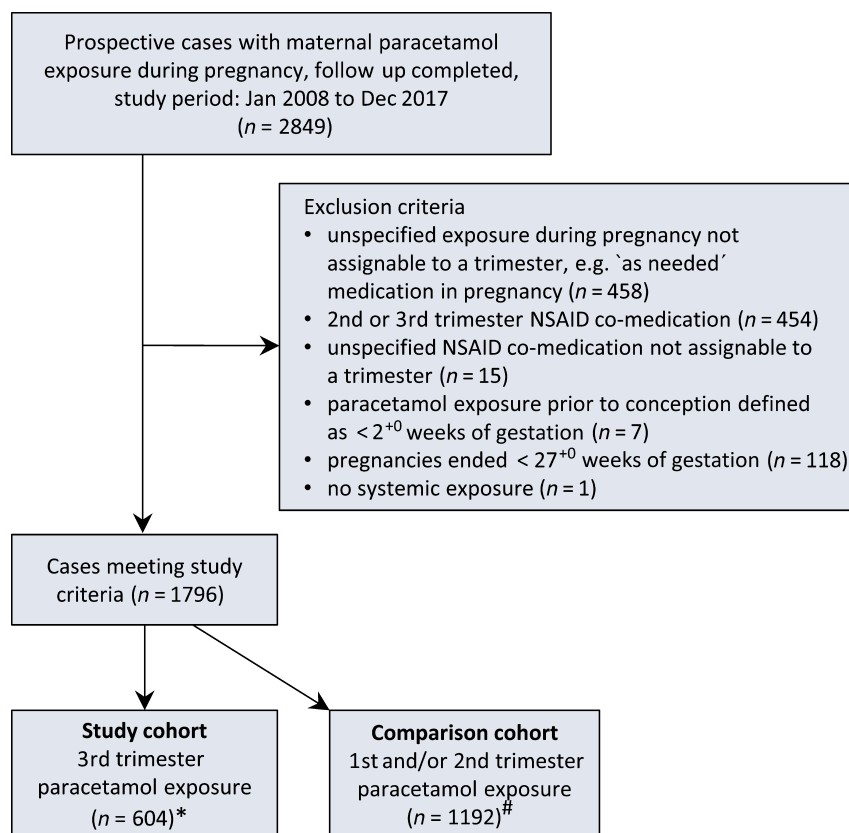 Prospective cases with maternal paracetamol
exposure during pregnancy, follow up completed,
study period: Jan 2008 to Dec 2017
(n = 2849)
Exclusion criteria
• unspecified exposure during pregnancy not
assignable to a trimester, e.g. `as needed´
medication in pregnancy (n = 458)
• 2nd or 3rd trimester NSAID co-medication (n = 454)
• unspecified NSAID co-medication not assignable to
a trimester (n = 15)
• paracetamol exposure prior to conception defined
as < 2⁺⁰ weeks of gestation (n = 7)
• pregnancies ended < 27⁺⁰ weeks of gestation (n = 118)
• no systemic exposure (n = 1)
Cases meeting study
criteria (n = 1796)
Study cohort
3rd trimester
paracetamol exposure
(n = 604)*
Comparison cohort
1st and/or 2nd trimester
paracetamol exposure
(n = 1192)#